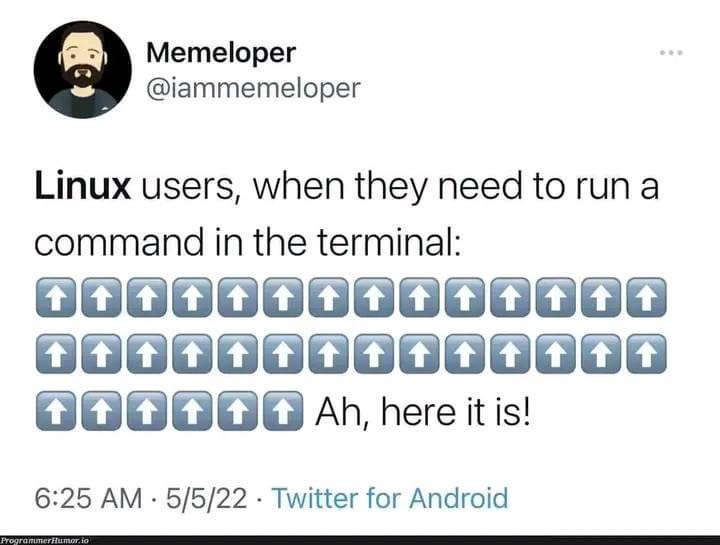 Memeloper
@iammemeloper
Linux users, when they need to run a
command in the terminal:
⬆️⬆️⬆️⬆️⬆️⬆️⬆️⬆️⬆️⬆️⬆️⬆️⬆️⬆️
⬆️⬆️⬆️⬆️⬆️⬆️⬆️⬆️⬆️⬆️⬆️⬆️⬆️⬆️
⬆️⬆️⬆️⬆️⬆️⬆️ Ah, here it is!
6:25 AM · 5/5/22 · Twitter for Android
ProgrammerHumor.io